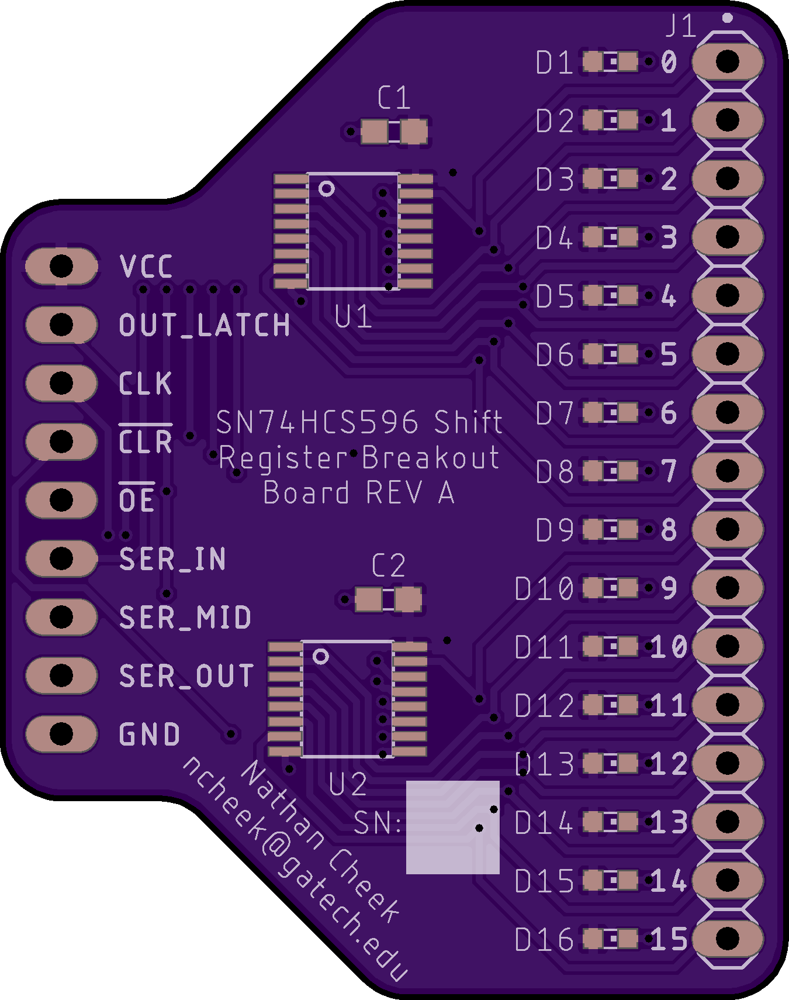 J1
D1 0
C1
D2 1
D3 2
D4 3
VCC
D5 4
OUT_LATCH
U1
D6 5
CLK
SN74HCS596 Shift
Register Breakout
Board REV A
D7 6
CLR
D8 7
OE
D9 8
SER_IN
C2
D10 9
SER_MID
D11 10
SER_OUT
D12 11
GND
D13 12
U2
Nathan Cheek
ncheek@gatech.edu
SN:
D14 13
D15 14
D16 15